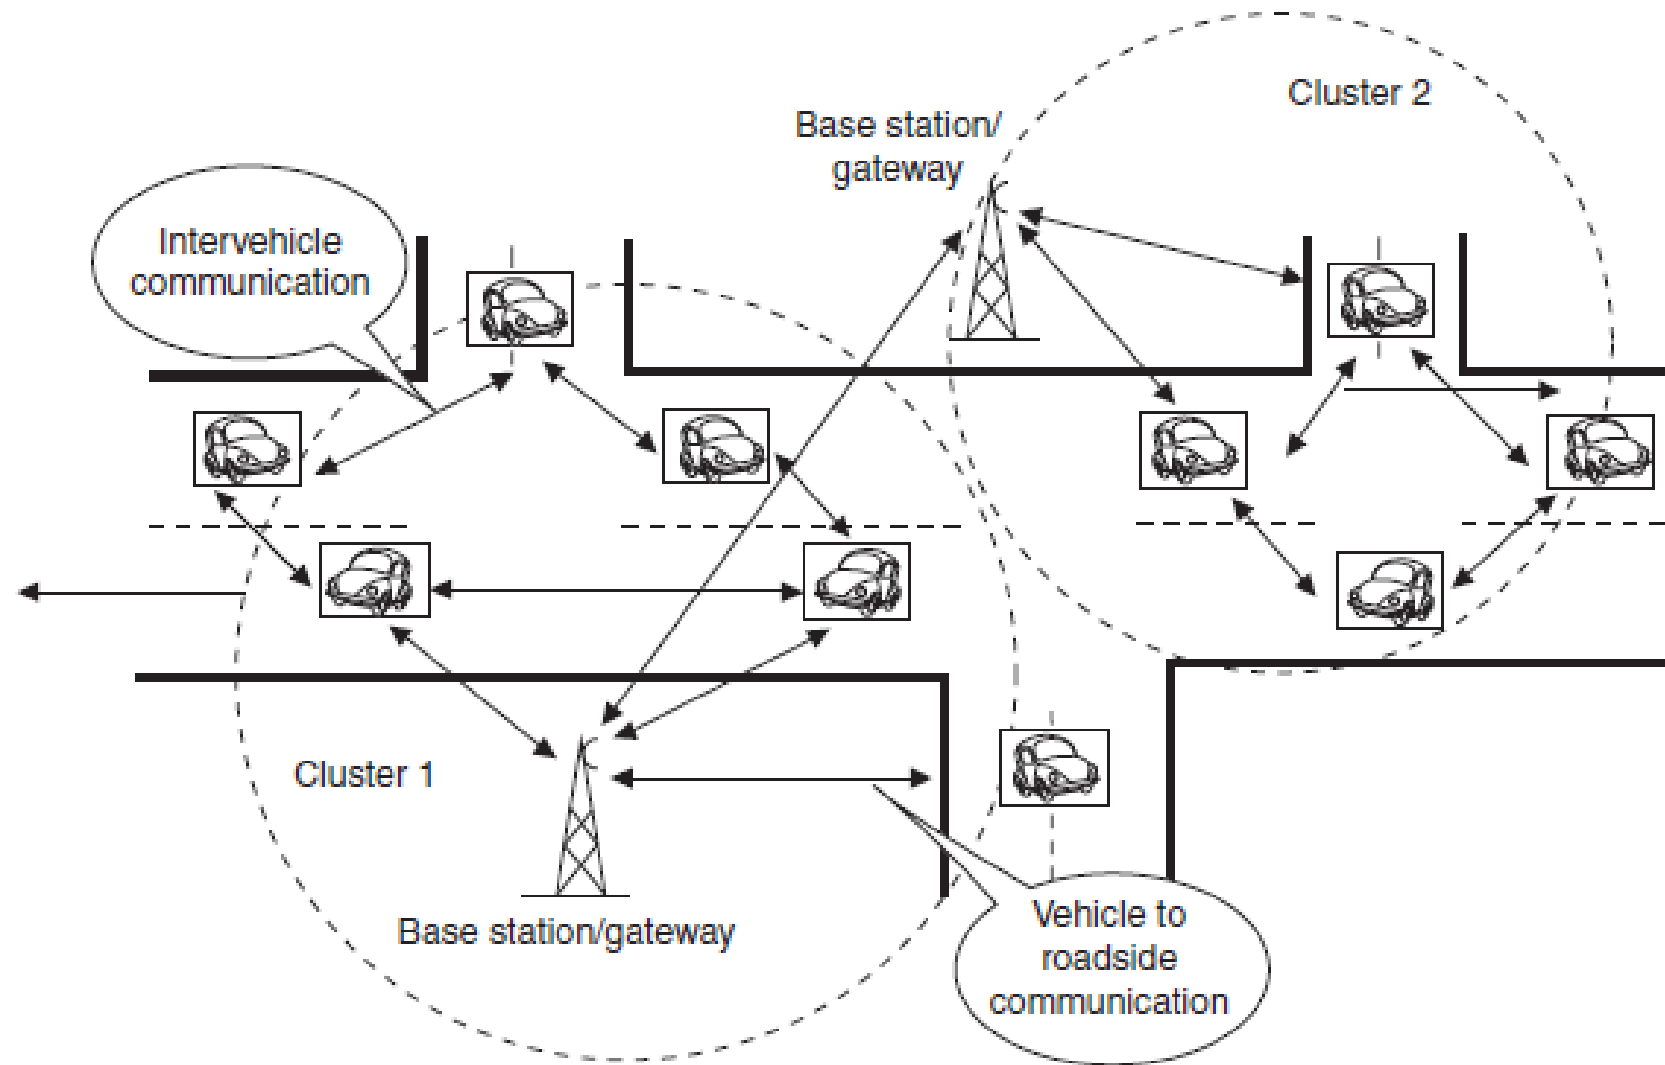 Cluster 2
Base station/
gateway
Intervehicle
communication
Cluster 1
Base station/gateway
Vehicle to
roadside
communication